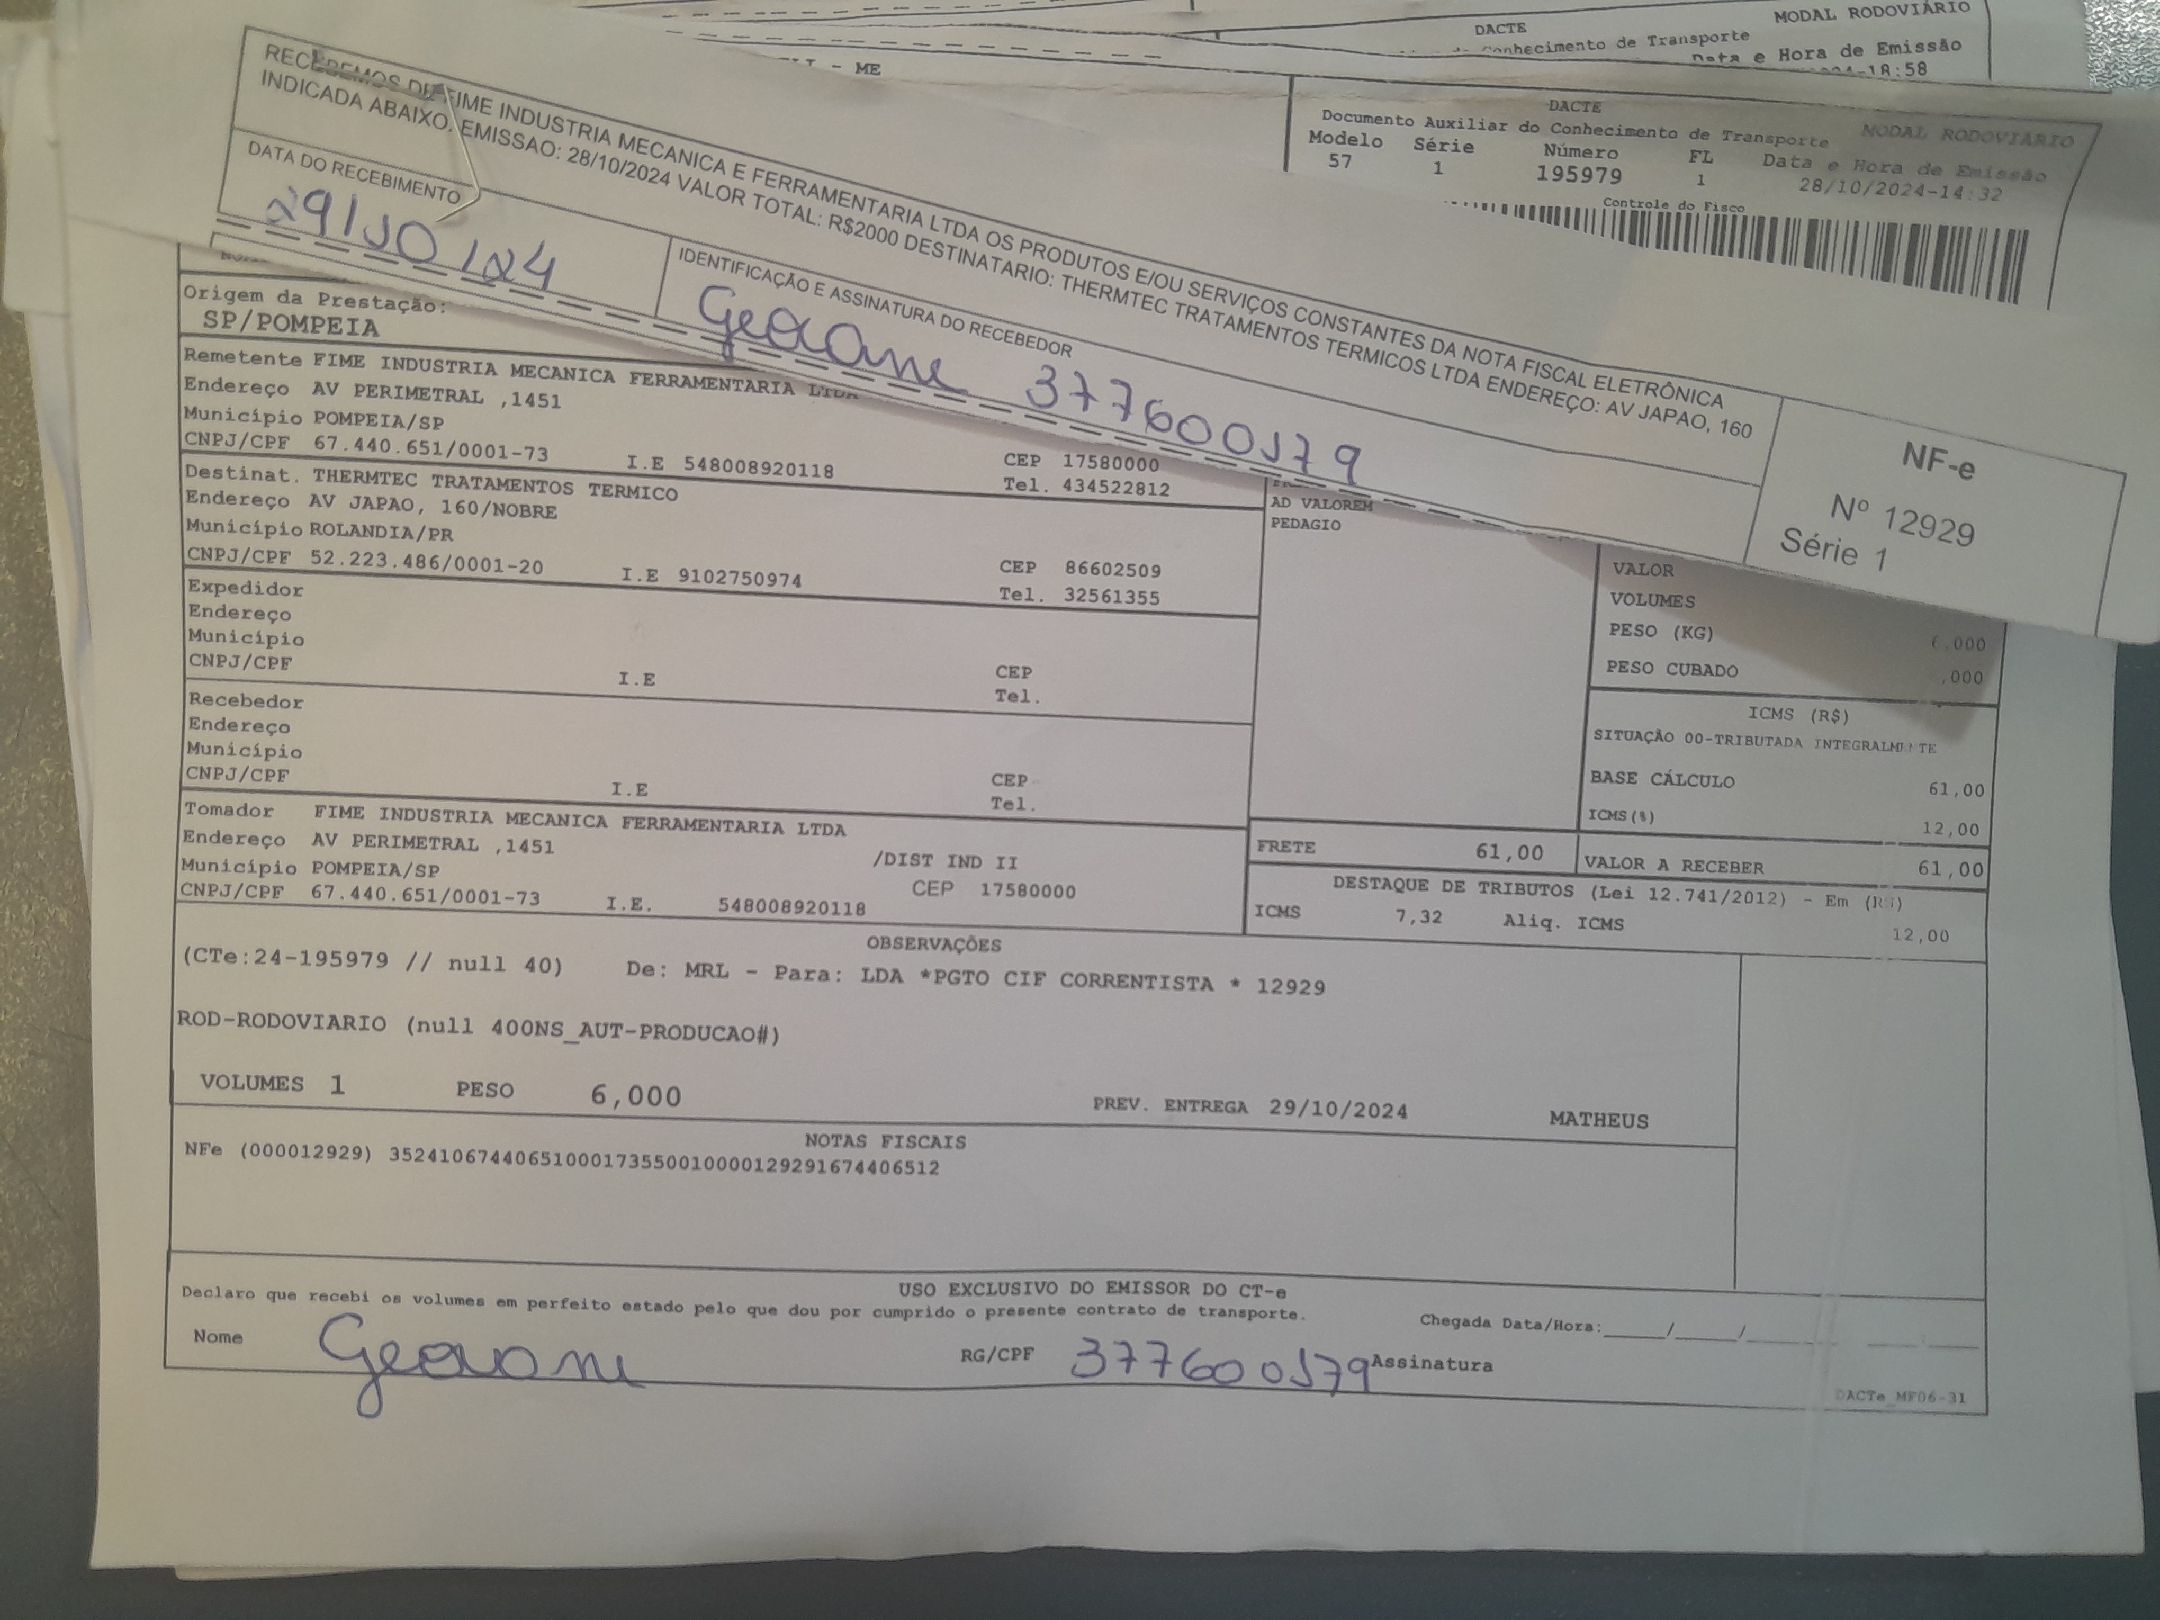 MODAL RODOVIÁRIO
DACTE
Conhecimento de Transporte
e Hora de Emissão
-18:58
- ME
DACTE
Documento Auxiliar do Conhecimento de Transporte MODAL RODOVIÁRIO
Modelo Série Número FL Data e Hora de Emissão
57 1 195979 1 28/10/2024-14:32
Controle do Fisco
RECEBEMOS DE FIME INDUSTRIA MECANICA E FERRAMENTARIA LTDA OS PRODUTOS E/OU SERVIÇOS CONSTANTES DA NOTA FISCAL ELETRÔNICA
INDICADA ABAIXO. EMISSAO: 28/10/2024 VALOR TOTAL: R$2000 DESTINATARIO: THERMTEC TRATAMENTOS TERMICOS LTDA ENDEREÇO: AV JAPAO, 160
DATA DO RECEBIMENTO
29/10/24
IDENTIFICAÇÃO E ASSINATURA DO RECEBEDOR
Geovane 377600179
NF-e
Nº 12929
Série 1
Origem da Prestação:
SP/POMPEIA
Remetente FIME INDUSTRIA MECANICA FERRAMENTARIA LTDA
Endereço AV PERIMETRAL ,1451
Município POMPEIA/SP
CNPJ/CPF 67.440.651/0001-73 I.E 548008920118 CEP 17580000
Tel. 434522812
Destinat. THERMTEC TRATAMENTOS TERMICO
Endereço AV JAPAO, 160/NOBRE
Município ROLANDIA/PR
CNPJ/CPF 52.223.486/0001-20 I.E 9102750974 CEP 86602509
Tel. 32561355
Expedidor
Endereço
Município
CNPJ/CPF I.E CEP
Tel.
Recebedor
Endereço
Município
CNPJ/CPF I.E CEP
Tel.
Tomador FIME INDUSTRIA MECANICA FERRAMENTARIA LTDA
Endereço AV PERIMETRAL ,1451 /DIST IND II
Município POMPEIA/SP CEP 17580000
CNPJ/CPF 67.440.651/0001-73 I.E. 548008920118
AD VALOREM
PEDAGIO
VALOR
VOLUMES
PESO (KG) 6,000
PESO CUBADO ,000
ICMS (R$)
SITUAÇÃO 00-TRIBUTADA INTEGRALMENTE
BASE CÁLCULO 61,00
ICMS(%) 12,00
FRETE 61,00 VALOR A RECEBER 61,00
DESTAQUE DE TRIBUTOS (Lei 12.741/2012) - Em (R$)
ICMS 7,32 Aliq. ICMS 12,00
OBSERVAÇÕES
(CTe:24-195979 // null 40) De: MRL - Para: LDA *PGTO CIF CORRENTISTA * 12929
ROD-RODOVIARIO (null 400NS_AUT-PRODUCAO#)
VOLUMES 1 PESO 6,000 PREV. ENTREGA 29/10/2024 MATHEUS
NOTAS FISCAIS
NFe (000012929) 35241067440651000173550010000129291674406512
USO EXCLUSIVO DO EMISSOR DO CT-e
Declaro que recebi os volumes em perfeito estado pelo que dou por cumprido o presente contrato de transporte.
Chegada Data/Hora:____/____/____
Nome Geovane RG/CPF 377600179 Assinatura
DACTe_MF06-31